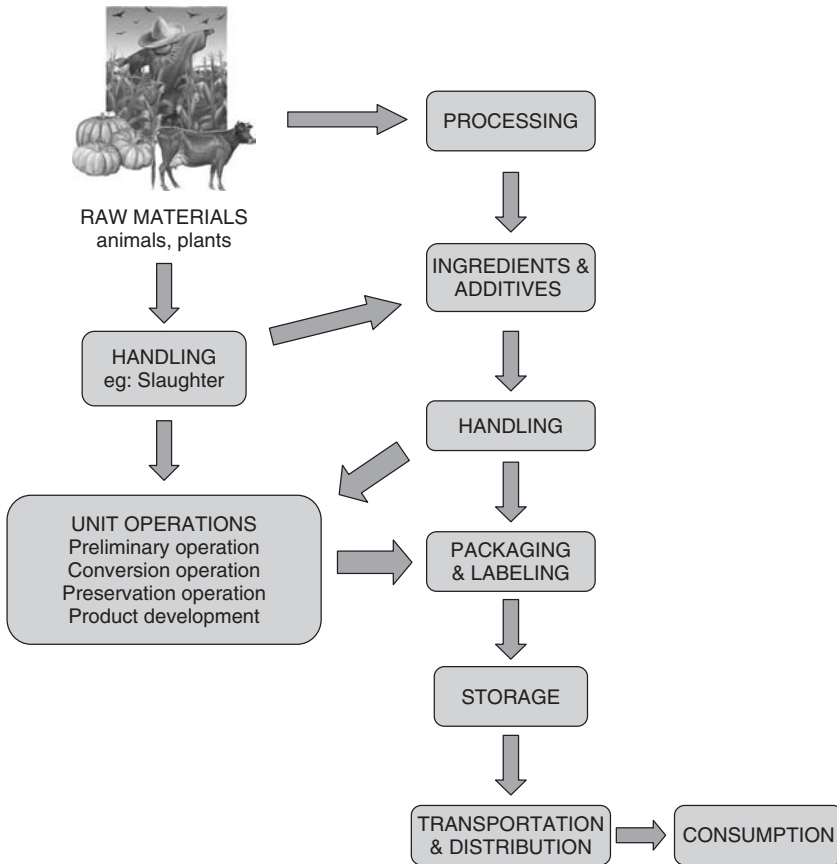 PROCESSING
RAW MATERIALS
animals, plants
INGREDIENTS &
ADDITIVES
HANDLING
eg: Slaughter
HANDLING
UNIT OPERATIONS
Preliminary operation
Conversion operation
Preservation operation
Product development
PACKAGING
& LABELING
STORAGE
TRANSPORTATION
& DISTRIBUTION
CONSUMPTION